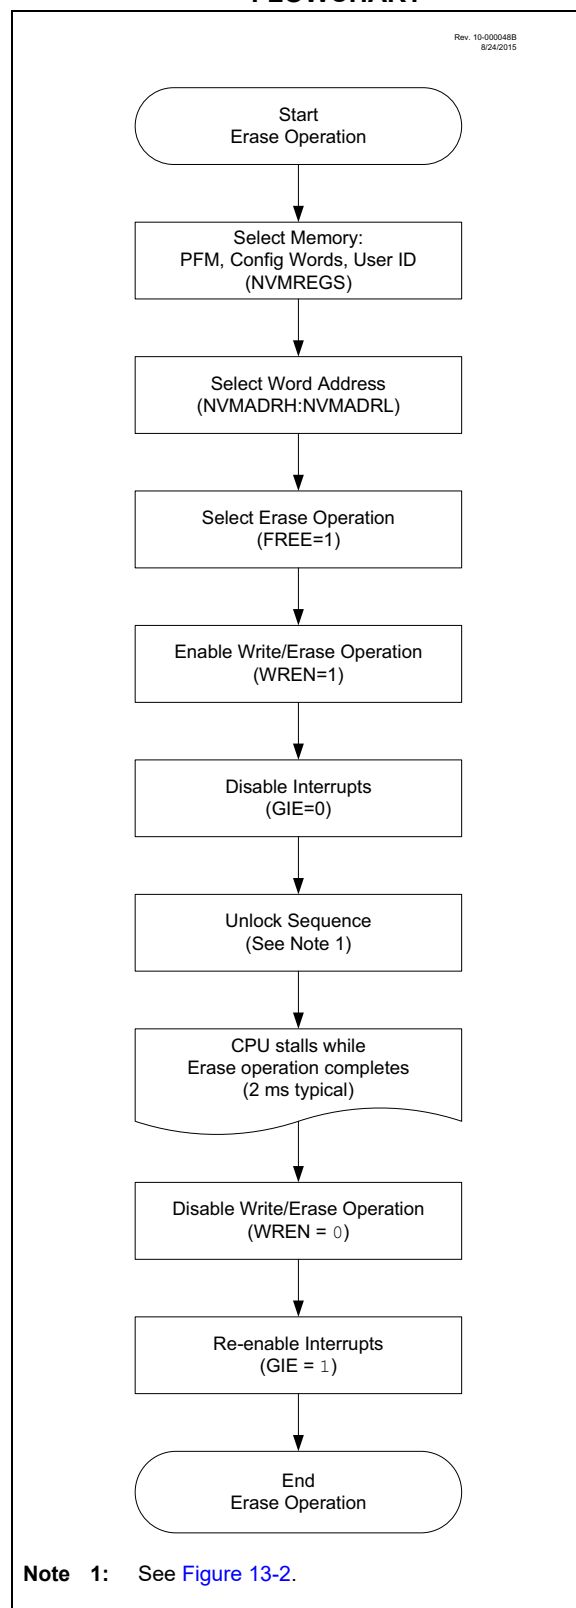 FLOWCHART
Rev. 10-000048B
8/24/2015
Start
Erase Operation
Select Memory:
PFM, Config Words, User ID
(NVMREGS)
Select Word Address
(NVMADRH:NVMADRL)
Select Erase Operation
(FREE=1)
Enable Write/Erase Operation
(WREN=1)
Disable Interrupts
(GIE=0)
Unlock Sequence
(See Note 1)
CPU stalls while
Erase operation completes
(2 ms typical)
Disable Write/Erase Operation
(WREN = 0)
Re-enable Interrupts
(GIE = 1)
End
Erase Operation
Note 1: See Figure 13-2.